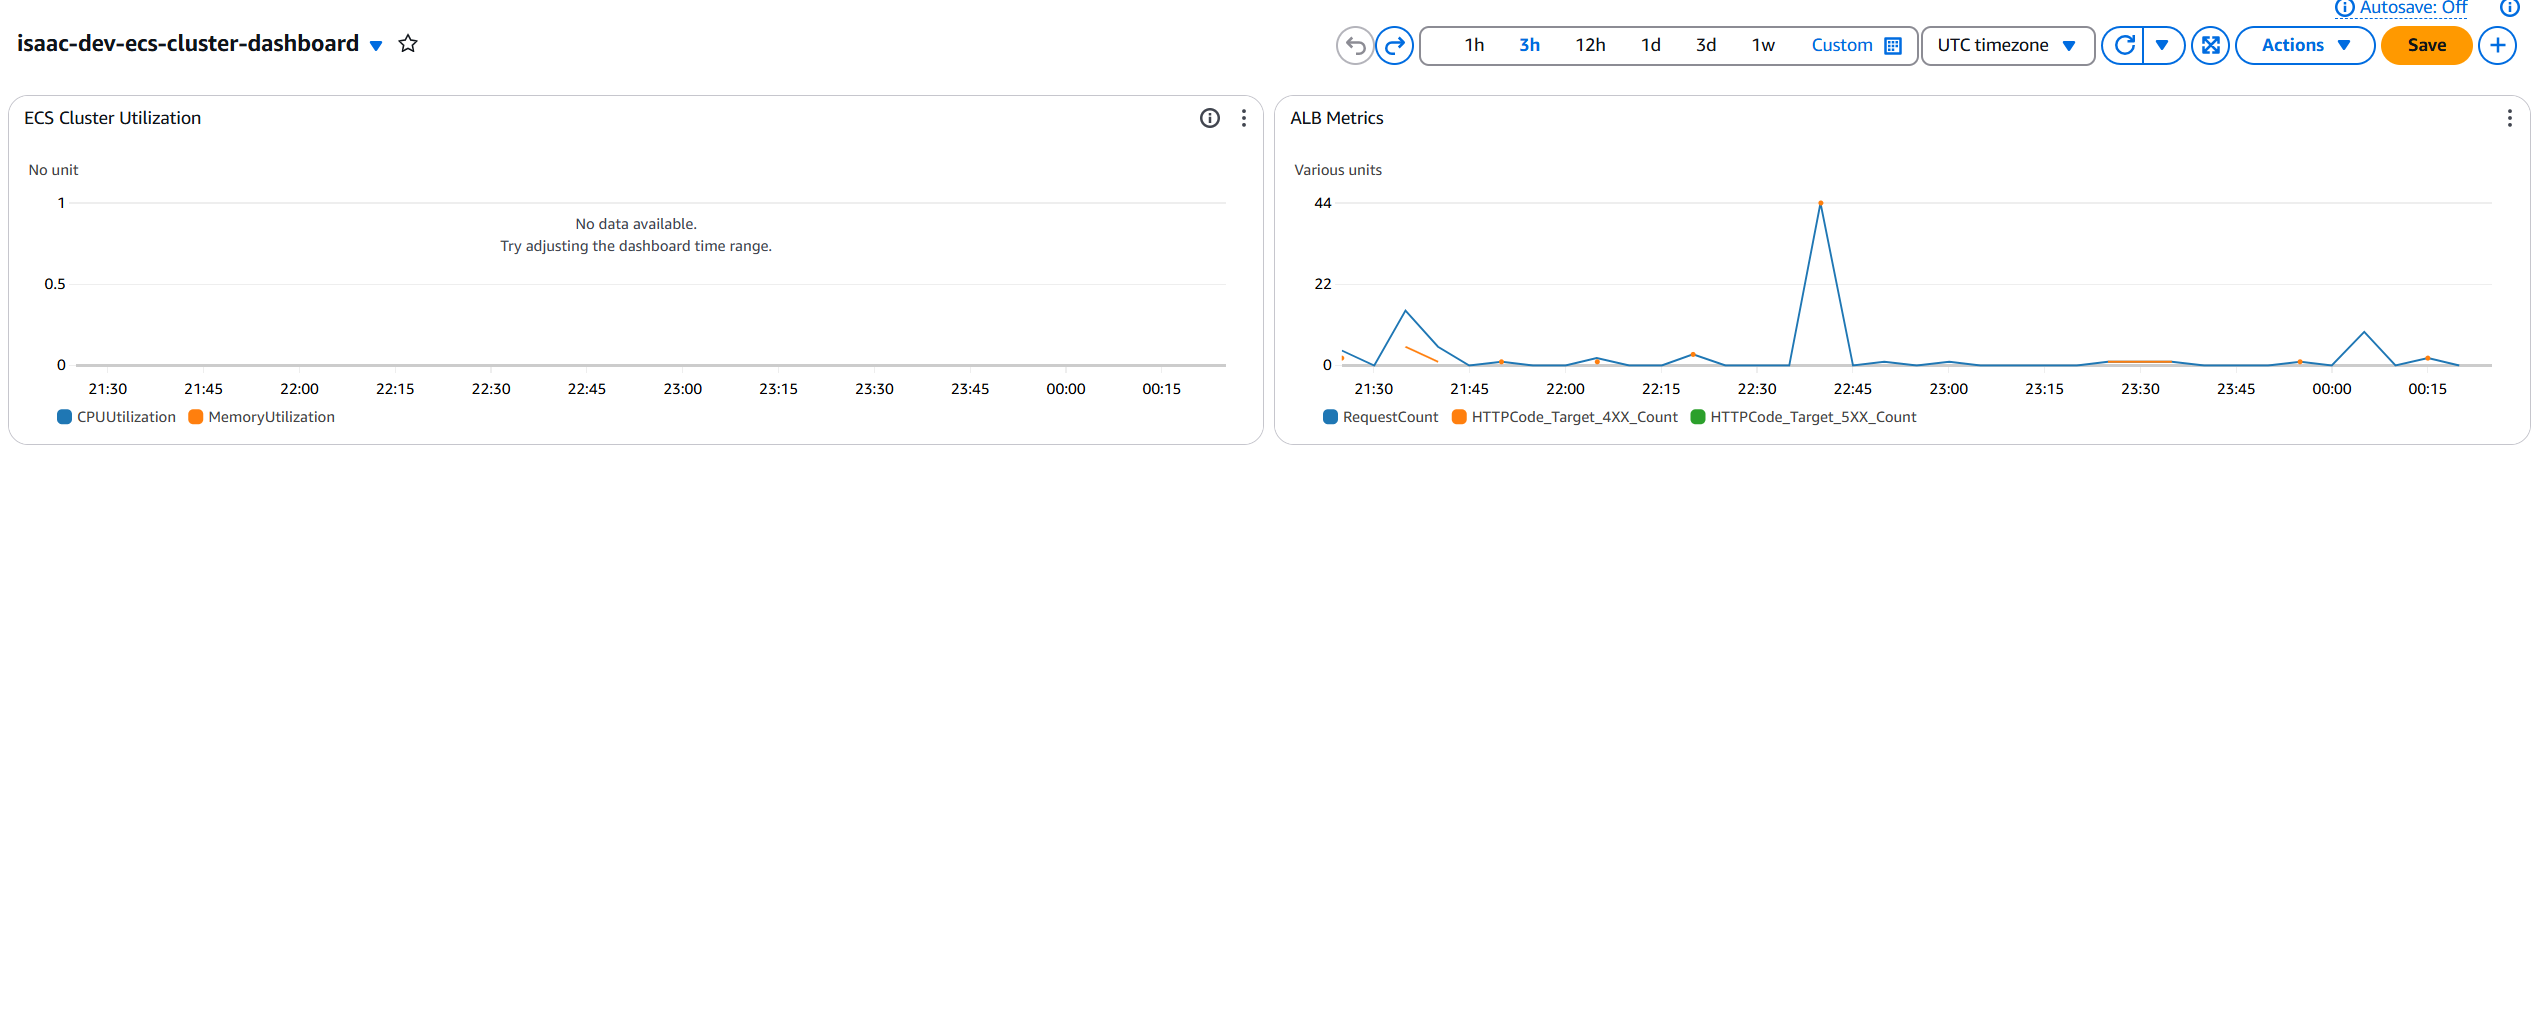 Autosave: Off
isaac-dev-ecs-cluster-dashboard
1h 3h 12h 1d 3d 1w Custom UTC timezone Actions Save
ECS Cluster Utilization
No unit
1
No data available.
Try adjusting the dashboard time range.
0.5
0
21:30 21:45 22:00 22:15 22:30 22:45 23:00 23:15 23:30 23:45 00:00 00:15
CPUUtilization MemoryUtilization
ALB Metrics
Various units
44
22
0
21:30 21:45 22:00 22:15 22:30 22:45 23:00 23:15 23:30 23:45 00:00 00:15
RequestCount HTTPCode_Target_4XX_Count HTTPCode_Target_5XX_Count